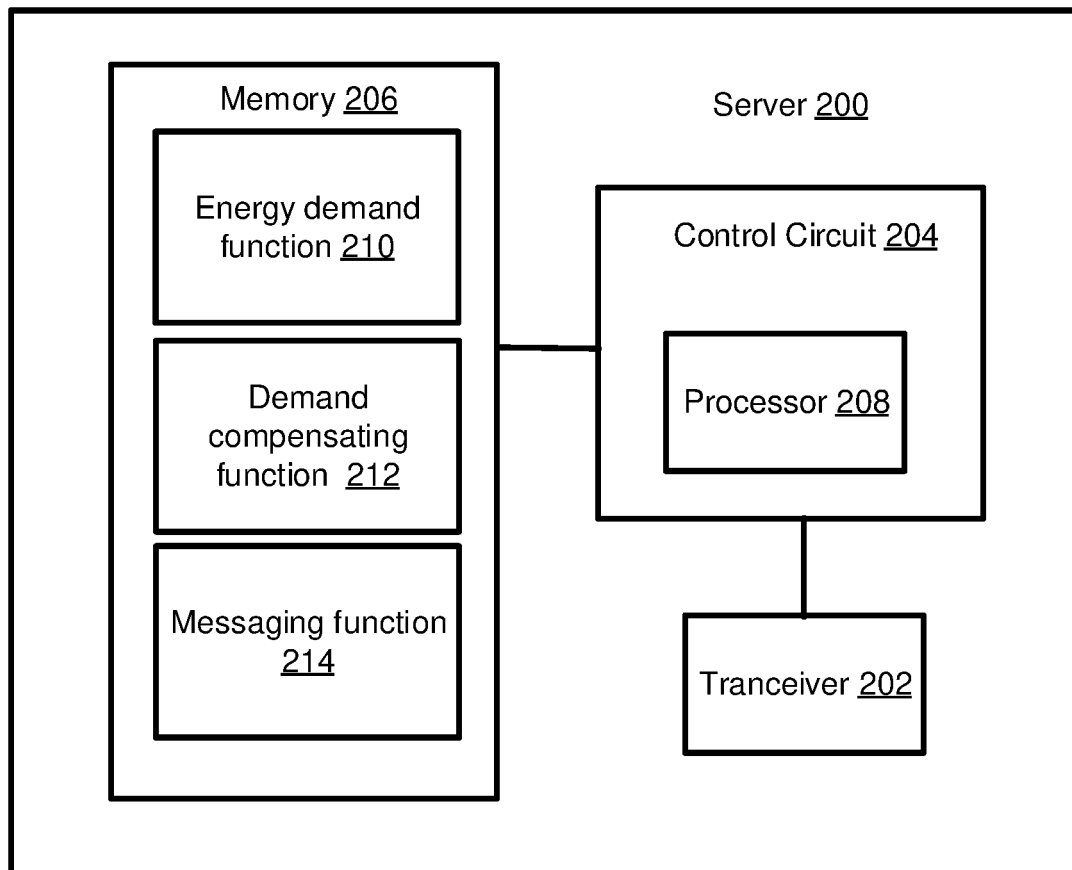 Memory 206
Energy demand
function 210
Demand
compensating
function 212
Messaging function
214
Server 200
Control Circuit 204
Processor 208
Tranceiver 202